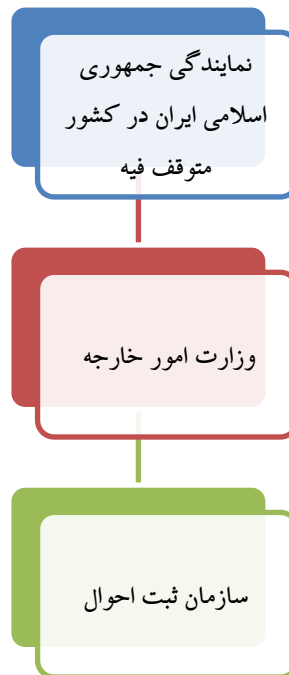 نمایندگی جمهوری
اسلامی ایران در کشور
متوقف فیه
وزارت امور خارجه
سازمان ثبت احوال